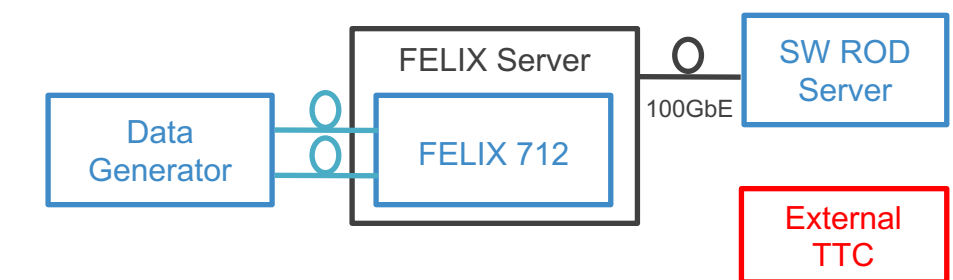 FELIX Server
SW ROD
Server
100GbE
Data
Generator
FELIX 712
External
TTC